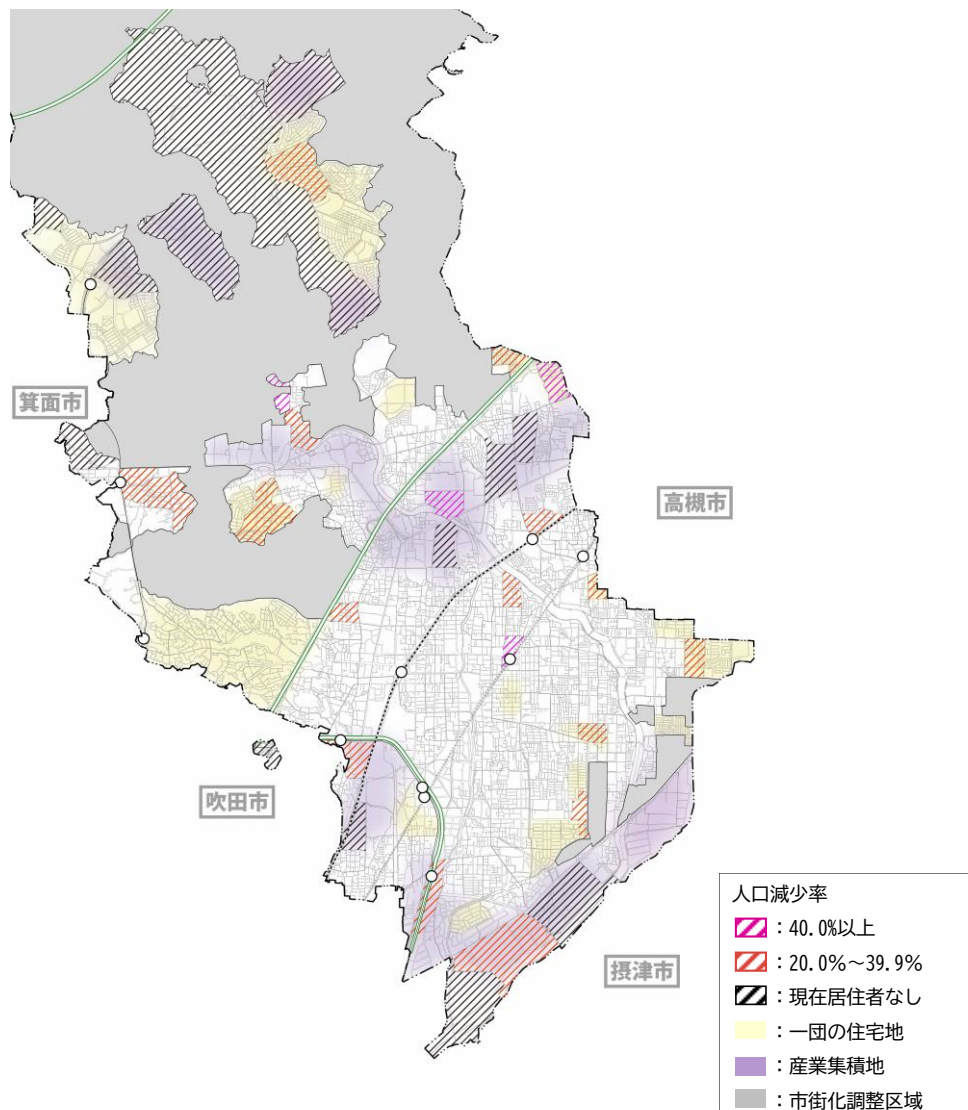 箕面市
高槻市
吹田市
摂津市
人口減少率
：40.0%以上
：20.0%～39.9%
：現在居住者なし
：一団の住宅地
：産業集積地
：市街化調整区域